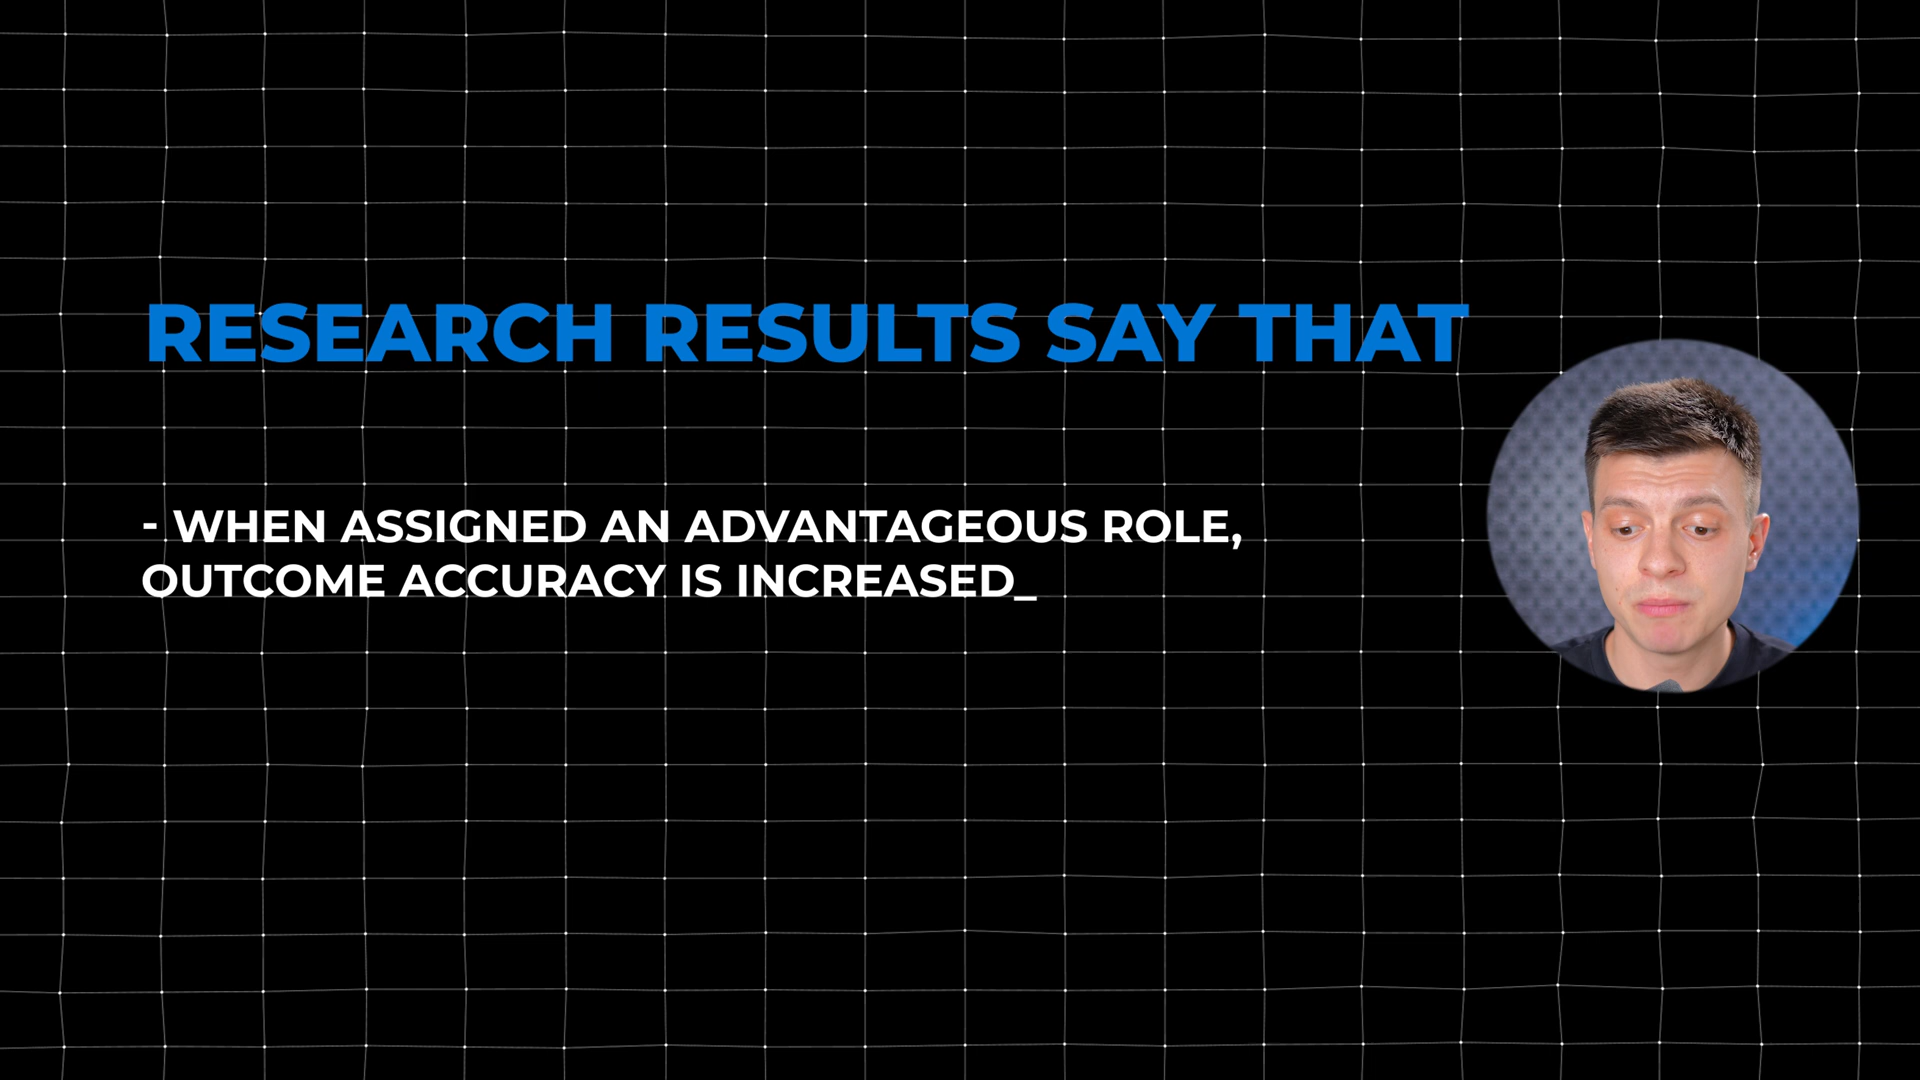 RESEARCH RESULTS SAY THAT
- WHEN ASSIGNED AN ADVANTAGEOUS ROLE,
OUTCOME ACCURACY IS INCREASED_